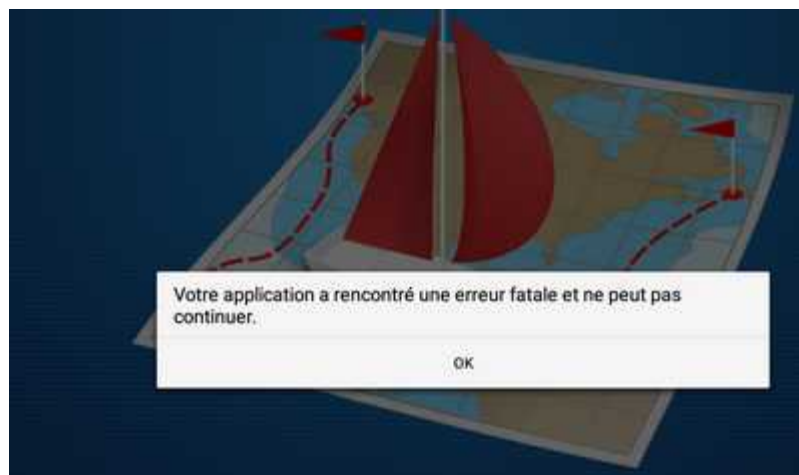 Votre application a rencontré une erreur fatale et ne peut pas
continuer.
OK